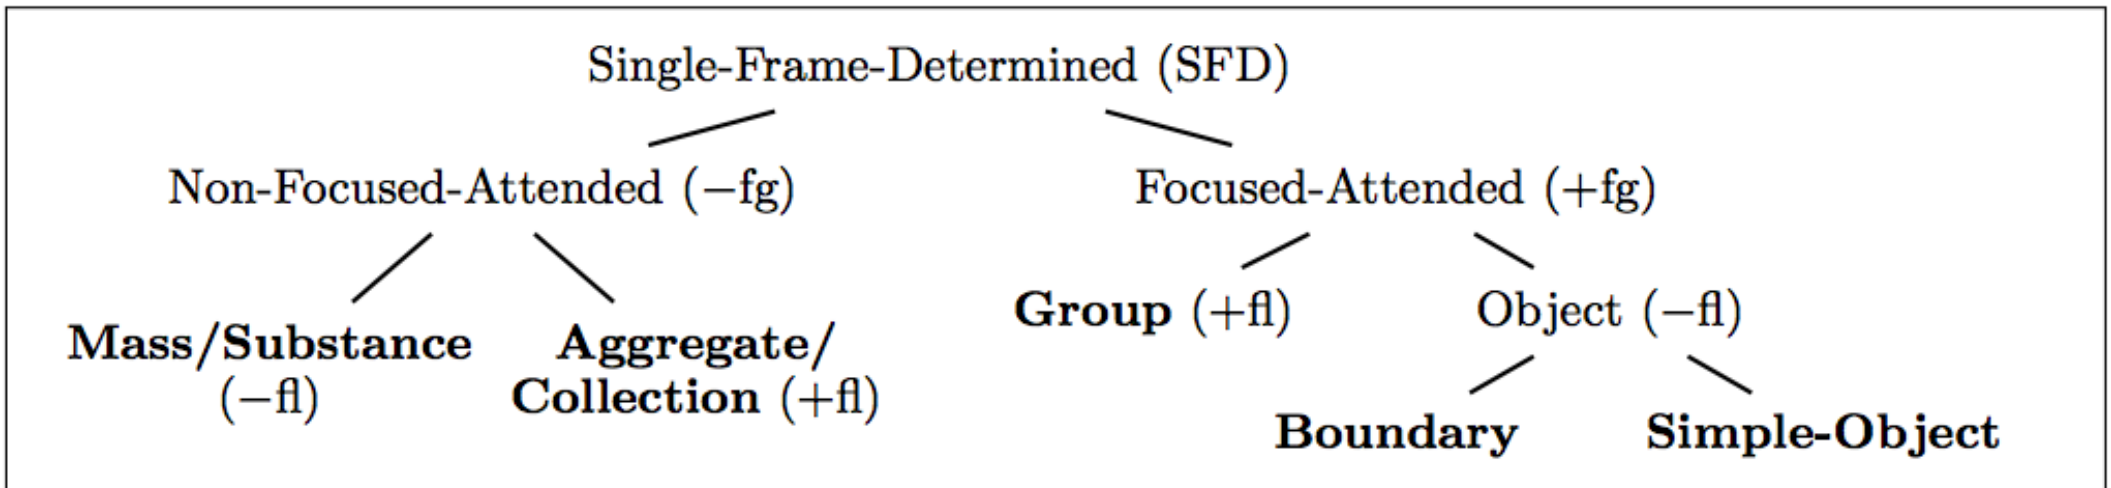 Single-Frame-Determined (SFD)
Non-Focused-Attended (−fg)
Focused-Attended (+fg)
Mass/Substance
(−fl)
Aggregate/
Collection (+fl)
Group (+fl)
Object (−fl)
Boundary
Simple-Object